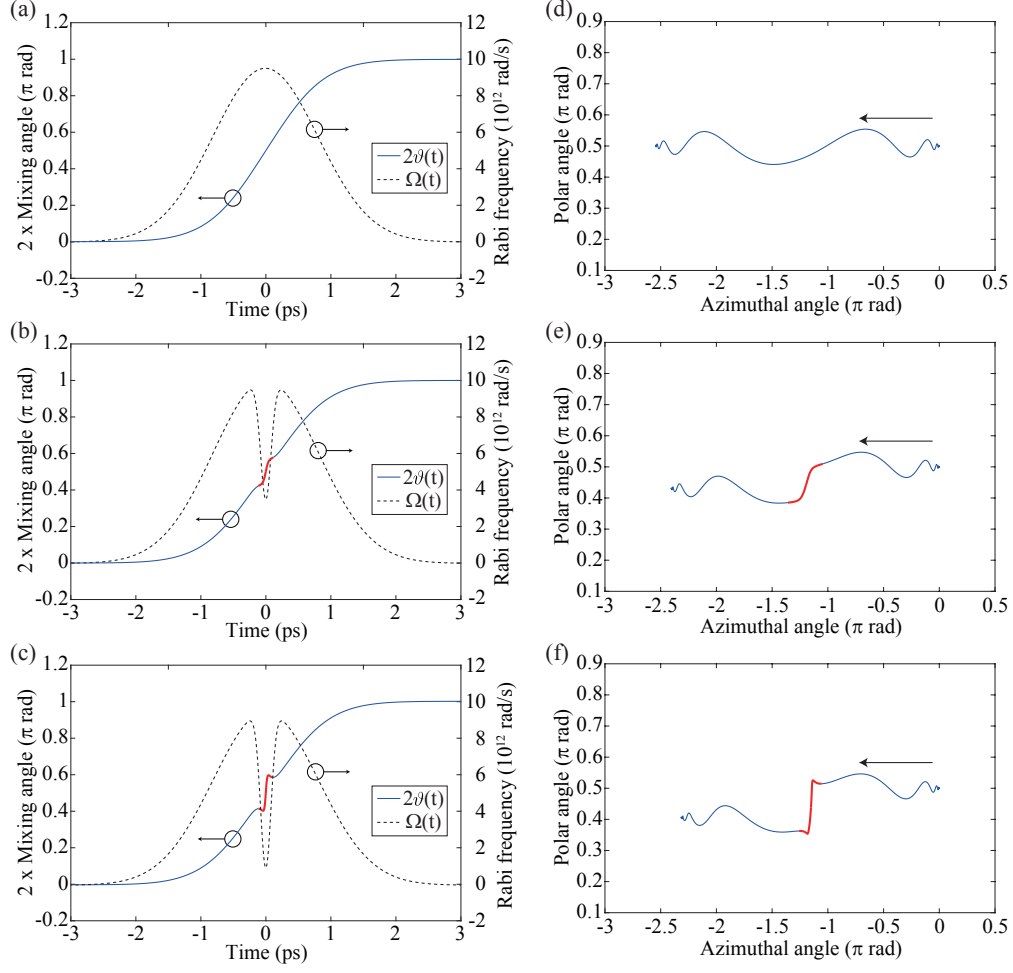 (a)
1.2
1
0.8
0.6
0.4
0.2
0
-0.2
2 x Mixing angle (π rad)
12
10
8
6
4
2
0
-2
Rabi frequency (10¹² rad/s)
2ϑ(t)
Ω(t)
-3 -2 -1 0 1 2 3
Time (ps)
(d)
0.9
0.8
0.7
0.6
0.5
0.4
0.3
0.2
0.1
Polar angle (π rad)
-3 -2.5 -2 -1.5 -1 -0.5 0 0.5
Azimuthal angle (π rad)
(b)
1.2
1
0.8
0.6
0.4
0.2
0
-0.2
2 x Mixing angle (π rad)
12
10
8
6
4
2
0
-2
Rabi frequency (10¹² rad/s)
2ϑ(t)
Ω(t)
-3 -2 -1 0 1 2 3
Time (ps)
(e)
0.9
0.8
0.7
0.6
0.5
0.4
0.3
0.2
0.1
Polar angle (π rad)
-3 -2.5 -2 -1.5 -1 -0.5 0 0.5
Azimuthal angle (π rad)
(c)
1.2
1
0.8
0.6
0.4
0.2
0
-0.2
2 x Mixing angle (π rad)
12
10
8
6
4
2
0
-2
Rabi frequency (10¹² rad/s)
2ϑ(t)
Ω(t)
-3 -2 -1 0 1 2 3
Time (ps)
(f)
0.9
0.8
0.7
0.6
0.5
0.4
0.3
0.2
0.1
Polar angle (π rad)
-3 -2.5 -2 -1.5 -1 -0.5 0 0.5
Azimuthal angle (π rad)